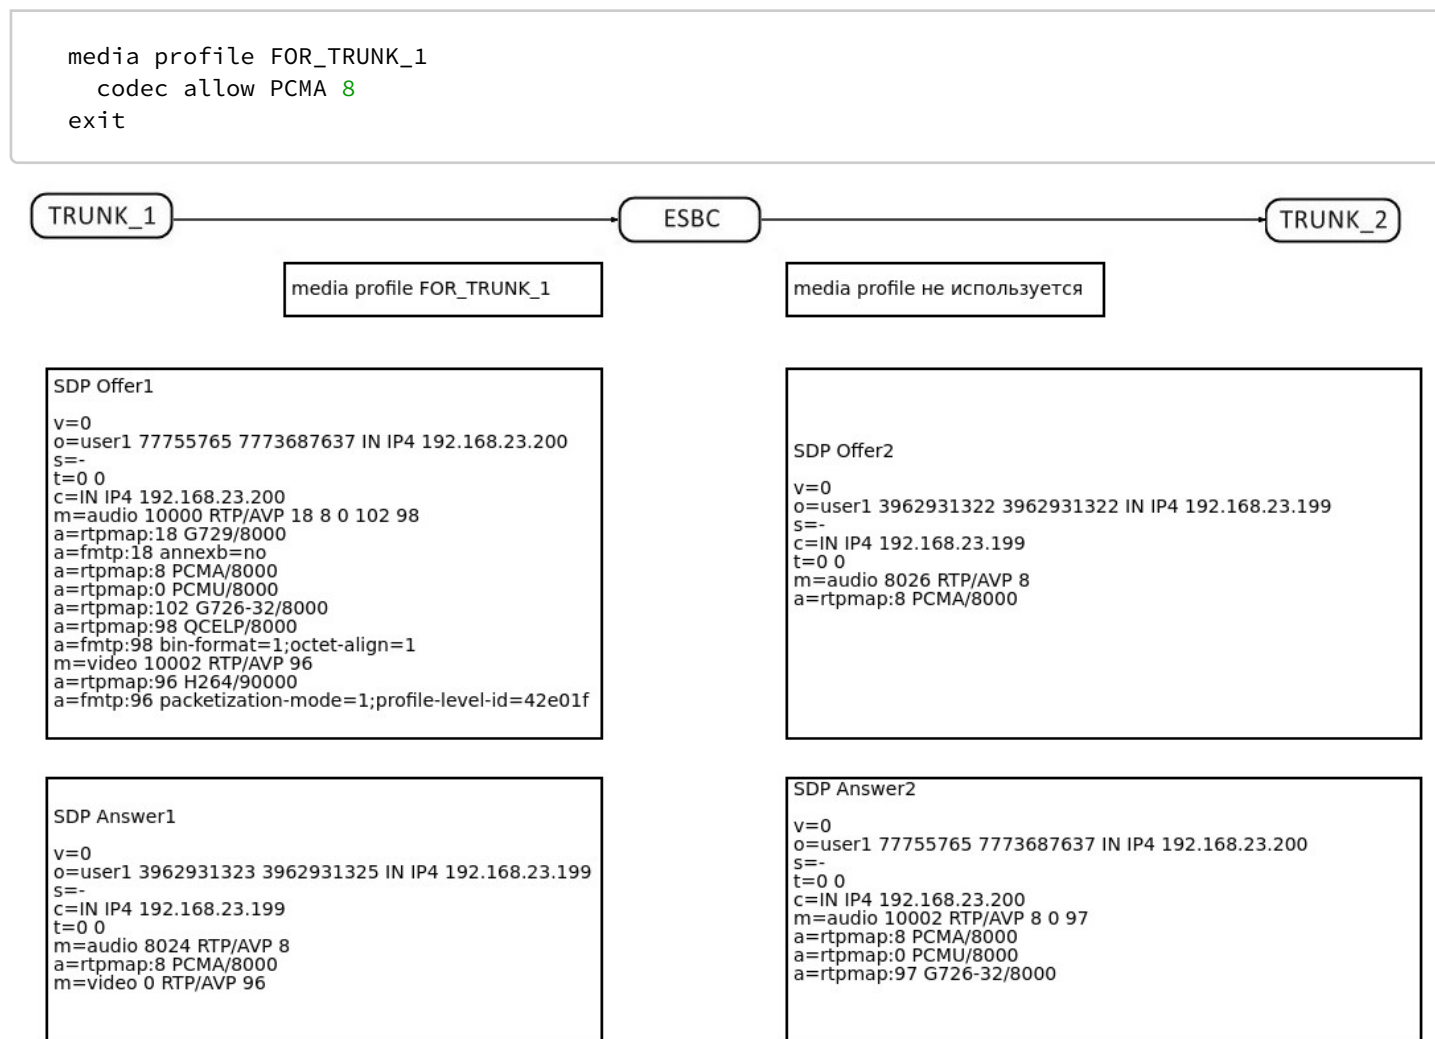 media profile FOR_TRUNK_1
codec allow PCMA 8
exit
TRUNK_1
ESBC
TRUNK_2
media profile FOR_TRUNK_1
media profile не используется
SDP Offer1
v=0
o=user1 77755765 7773687637 IN IP4 192.168.23.200
s=-
t=0 0
c=IN IP4 192.168.23.200
m=audio 10000 RTP/AVP 18 8 0 102 98
a=rtpmap:18 G729/8000
a=fmtp:18 annexb=no
a=rtpmap:8 PCMA/8000
a=rtpmap:0 PCMU/8000
a=rtpmap:102 G726-32/8000
a=rtpmap:98 QCELP/8000
a=fmtp:98 bin-format=1;octet-align=1
m=video 10002 RTP/AVP 96
a=rtpmap:96 H264/90000
a=fmtp:96 packetization-mode=1;profile-level-id=42e01f
SDP Offer2
v=0
o=user1 3962931322 3962931322 IN IP4 192.168.23.199
s=-
c=IN IP4 192.168.23.199
t=0 0
m=audio 8026 RTP/AVP 8
a=rtpmap:8 PCMA/8000
SDP Answer1
v=0
o=user1 3962931323 3962931325 IN IP4 192.168.23.199
s=-
c=IN IP4 192.168.23.199
t=0 0
m=audio 8024 RTP/AVP 8
a=rtpmap:8 PCMA/8000
m=video 0 RTP/AVP 96
SDP Answer2
v=0
o=user1 77755765 7773687637 IN IP4 192.168.23.200
s=-
t=0 0
c=IN IP4 192.168.23.200
m=audio 10002 RTP/AVP 8 0 97
a=rtpmap:8 PCMA/8000
a=rtpmap:0 PCMU/8000
a=rtpmap:97 G726-32/8000